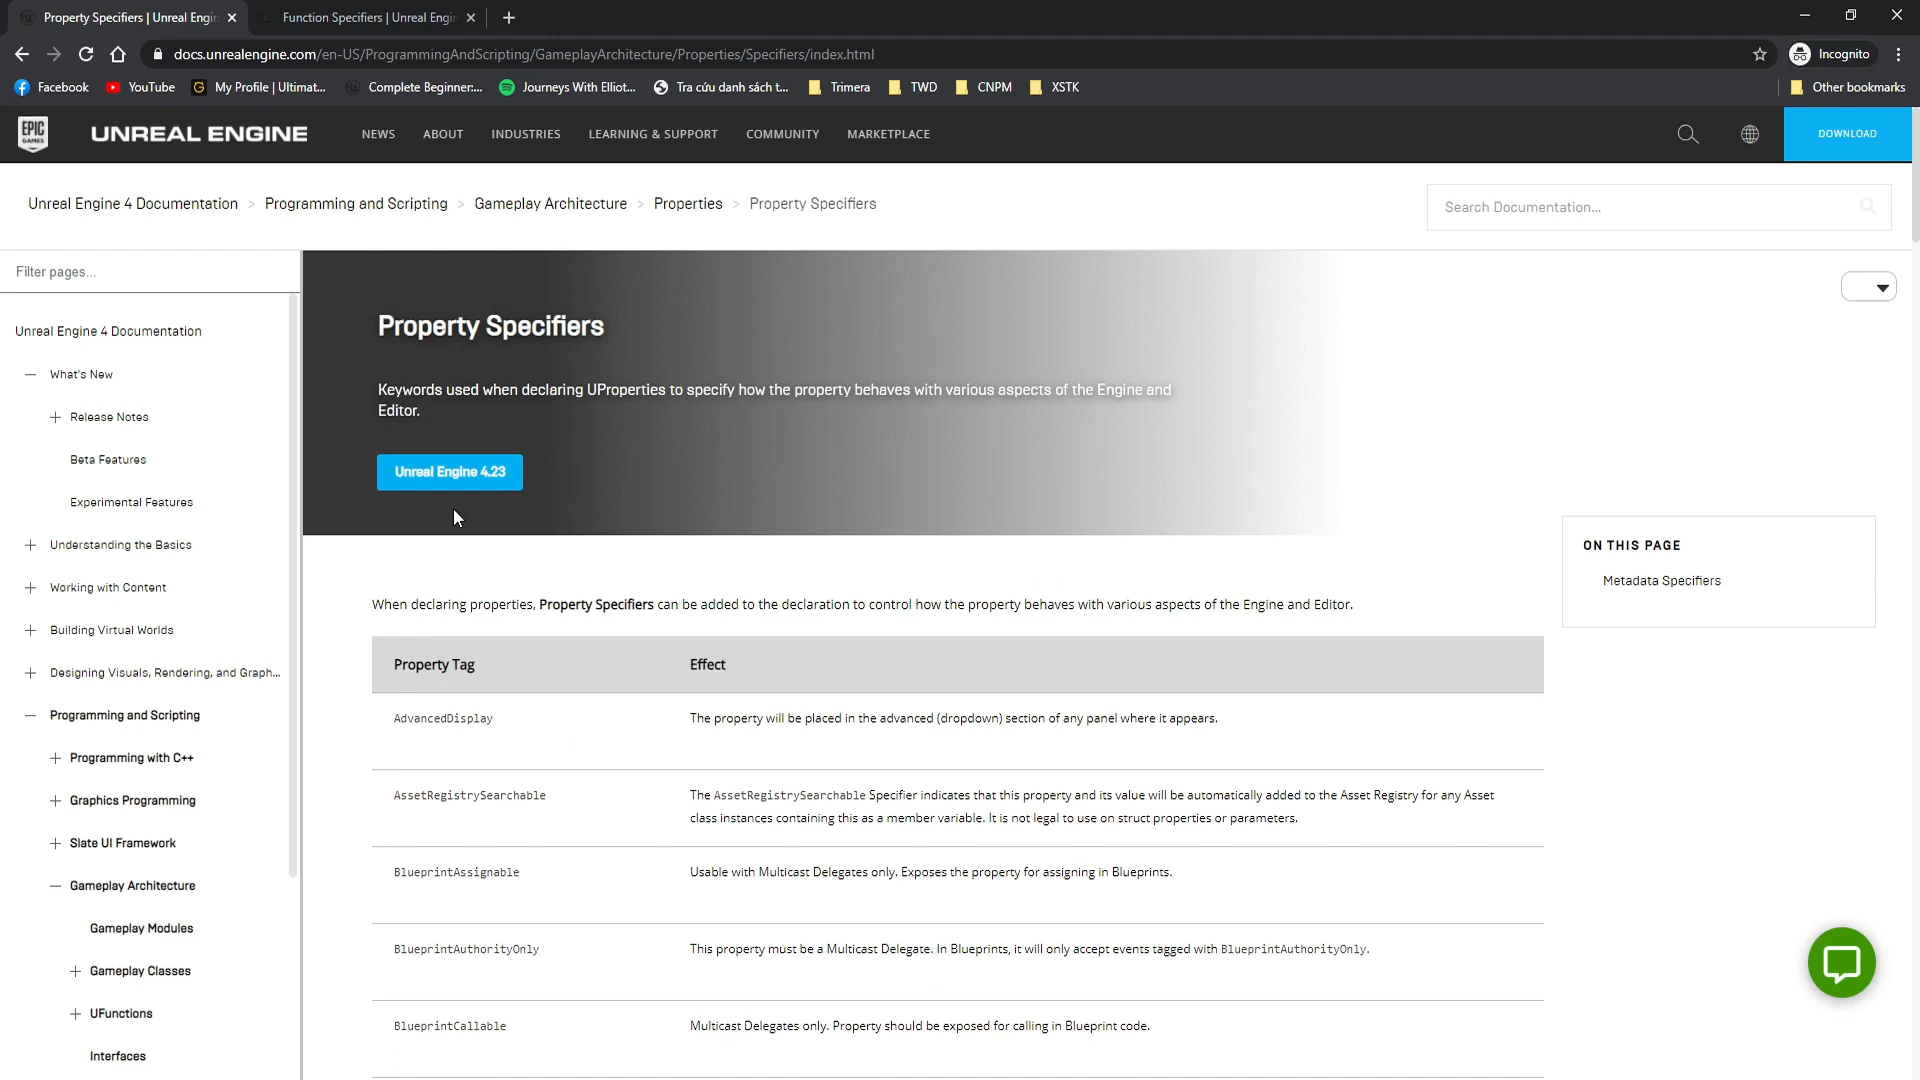 Property Specifiers | Unreal Engin
Function Specifiers | Unreal Engin
docs.unrealengine.com/en-US/ProgrammingAndScripting/GameplayArchitecture/Properties/Specifiers/index.html
Incognito
Facebook
YouTube
My Profile | Ultimat...
Complete Beginner:...
Journeys With Elliot...
Tra cứu danh sách t...
Trimera
TWD
CNPM
XSTK
Other bookmarks
EPIC
GAMES
UNREAL ENGINE
NEWS
ABOUT
INDUSTRIES
LEARNING & SUPPORT
COMMUNITY
MARKETPLACE
DOWNLOAD
Unreal Engine 4 Documentation > Programming and Scripting > Gameplay Architecture > Properties > Property Specifiers
Search Documentation...
Filter pages...
Unreal Engine 4 Documentation
What's New
Release Notes
Beta Features
Experimental Features
Understanding the Basics
Working with Content
Building Virtual Worlds
Designing Visuals, Rendering, and Graph...
Programming and Scripting
Programming with C++
Graphics Programming
Slate UI Framework
Gameplay Architecture
Gameplay Modules
Gameplay Classes
UFunctions
Interfaces
Property Specifiers
Keywords used when declaring UProperties to specify how the property behaves with various aspects of the Engine and
Editor.
Unreal Engine 4.23
ON THIS PAGE
Metadata Specifiers
When declaring properties, Property Specifiers can be added to the declaration to control how the property behaves with various aspects of the Engine and Editor.
Property Tag
Effect
AdvancedDisplay
The property will be placed in the advanced (dropdown) section of any panel where it appears.
AssetRegistrySearchable
The AssetRegistrySearchable Specifier indicates that this property and its value will be automatically added to the Asset Registry for any Asset
class instances containing this as a member variable. It is not legal to use on struct properties or parameters.
BlueprintAssignable
Usable with Multicast Delegates only. Exposes the property for assigning in Blueprints.
BlueprintAuthorityOnly
This property must be a Multicast Delegate. In Blueprints, it will only accept events tagged with BlueprintAuthorityOnly.
BlueprintCallable
Multicast Delegates only. Property should be exposed for calling in Blueprint code.